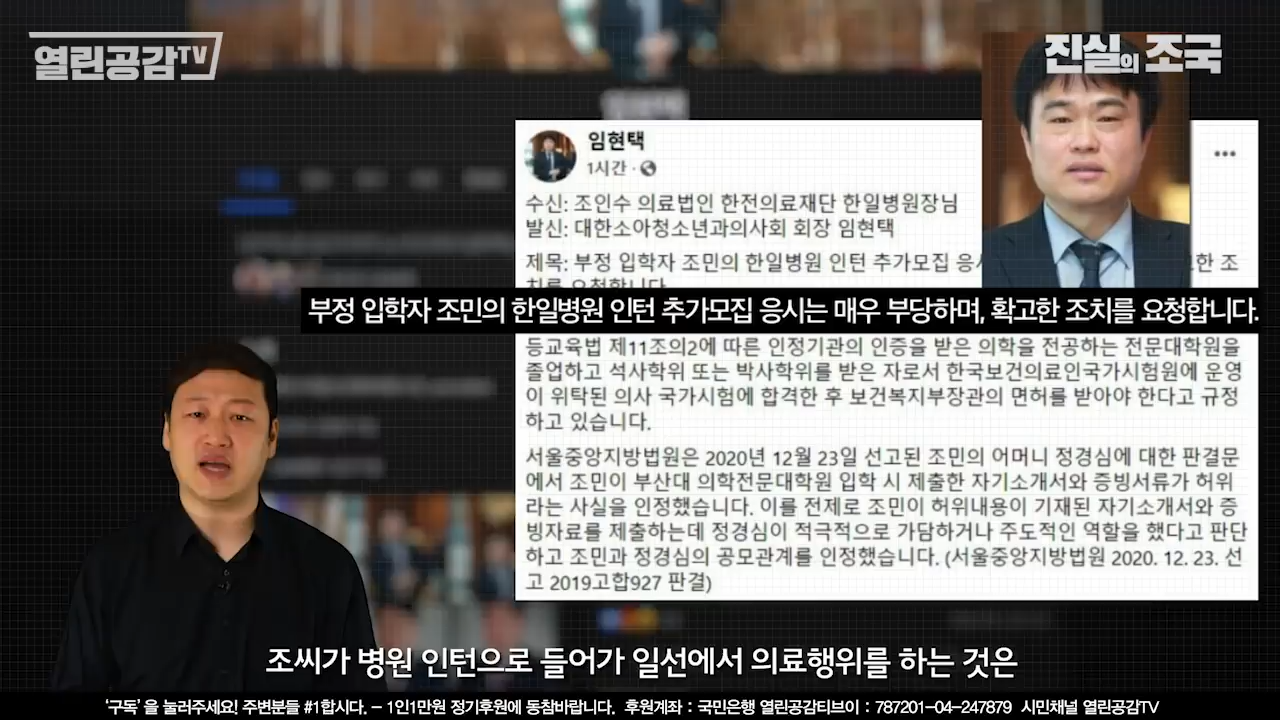 열린공감TV
진실의 조국
임현택
1시간 ·
수신: 조인수 의료법인 한전의료재단 한일병원장님
발신: 대한소아청소년과의사회 회장 임현택
제목: 부정 입학자 조민의 한일병원 인턴 추가모집 응시 한 조
치를 요청합니다.
부정 입학자 조민의 한일병원 인턴 추가모집 응시는 매우 부당하며, 확고한 조치를 요청합니다.
등교육법 제11조의2에 따른 인정기관의 인증을 받은 의학을 전공하는 전문대학원을
졸업하고 석사학위 또는 박사학위를 받은 자로서 한국보건의료인국가시험원에 운영
이 위탁된 의사 국가시험에 합격한 후 보건복지부장관의 면허를 받아야 한다고 규정
하고 있습니다.
서울중앙지방법원은 2020년 12월 23일 선고된 조민의 어머니 정경심에 대한 판결문
에서 조민이 부산대 의학전문대학원 입학 시 제출한 자기소개서와 증빙서류가 허위
라는 사실을 인정했습니다. 이를 전제로 조민이 허위내용이 기재된 자기소개서와 증
빙자료를 제출하는데 정경심이 적극적으로 가담하거나 주도적인 역할을 했다고 판단
하고 조민과 정경심의 공모관계를 인정했습니다. (서울중앙지방법원 2020. 12. 23. 선
고 2019고합927 판결)
조씨가 병원 인턴으로 들어가 일선에서 의료행위를 하는 것은
'구독' 을 눌러주세요! 주변분들 #1합시다. – 1인1만원 정기후원에 동참바랍니다. 후원계좌 : 국민은행 열린공감티브이 : 787201-04-247879 시민채널 열린공감TV